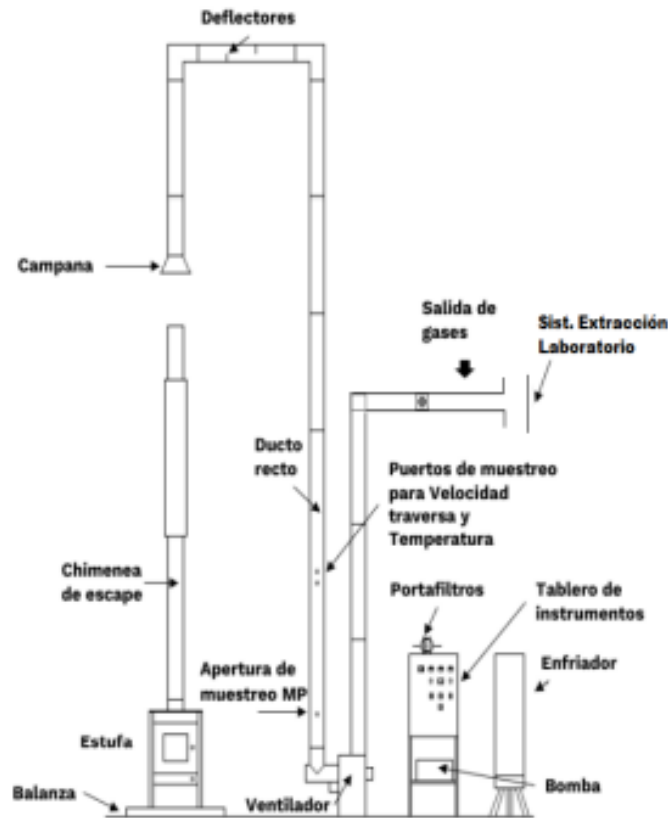 Deflectores
Campana
Salida de
gases
Sist. Extracción
Laboratorio
Ducto
recto
Puertos de muestreo
para Velocidad
traversa y
Temperatura
Chimenea
de escape
Portafiltros
Tablero de
instrumentos
Apertura de
muestreo MP
Enfriador
Estufa
Balanza
Ventilador
Bomba